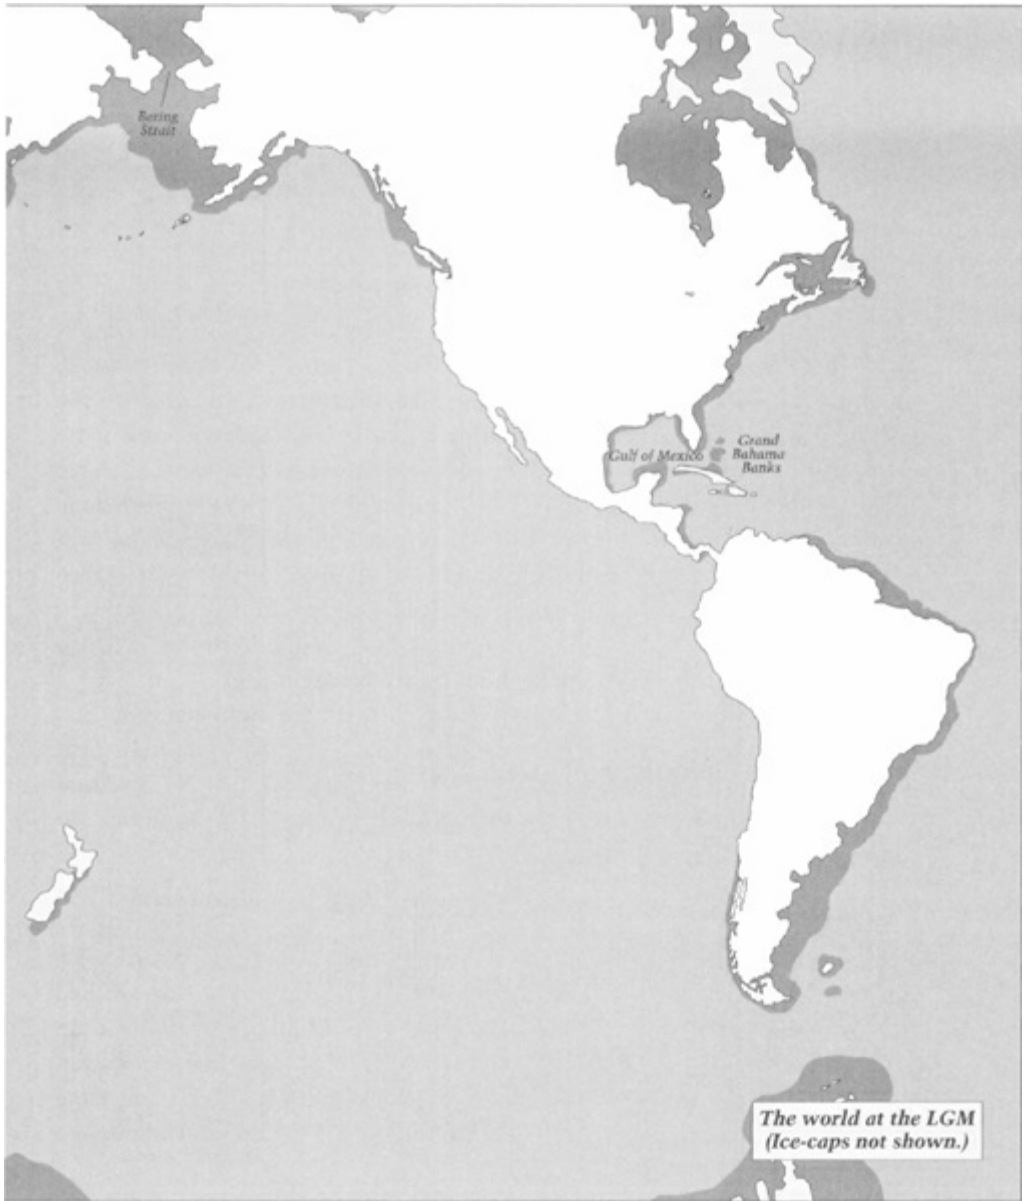 Bering
Strait
Gulf of Mexico
Grand
Bahama
Banks
The world at the LGM
(Ice-caps not shown.)